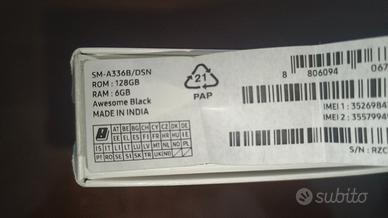 SM-A336B/DSN
ROM : 128GB
RAM : 6GB
Awesome Black
MADE IN INDIA
21
PAP
8 806094 067
IMEI 1 : 3526984
IMEI 2 : 3557994
S/N : RZC
AT BE BG CH CY CZ DK DE
EE EL ES FI FR HR HU IE
IS IT LI LT LU LV MT NL NO PL
PT RO SE SI SK TR UK(NI)
subito